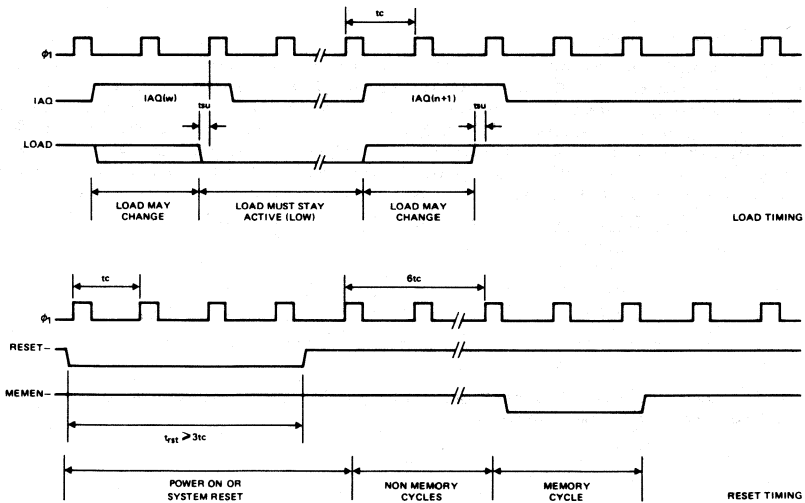 tc
ϕ1
IAQ
IAQ(w)
IAQ(n+1)
tsu
tsu
LOAD
LOAD MAY
CHANGE
LOAD MUST STAY
ACTIVE (LOW)
LOAD MAY
CHANGE
LOAD TIMING
tc
6tc
ϕ1
RESET–
MEMEN–
trst ⩾ 3tc
POWER ON OR
SYSTEM RESET
NON MEMORY
CYCLES
MEMORY
CYCLE
RESET TIMING